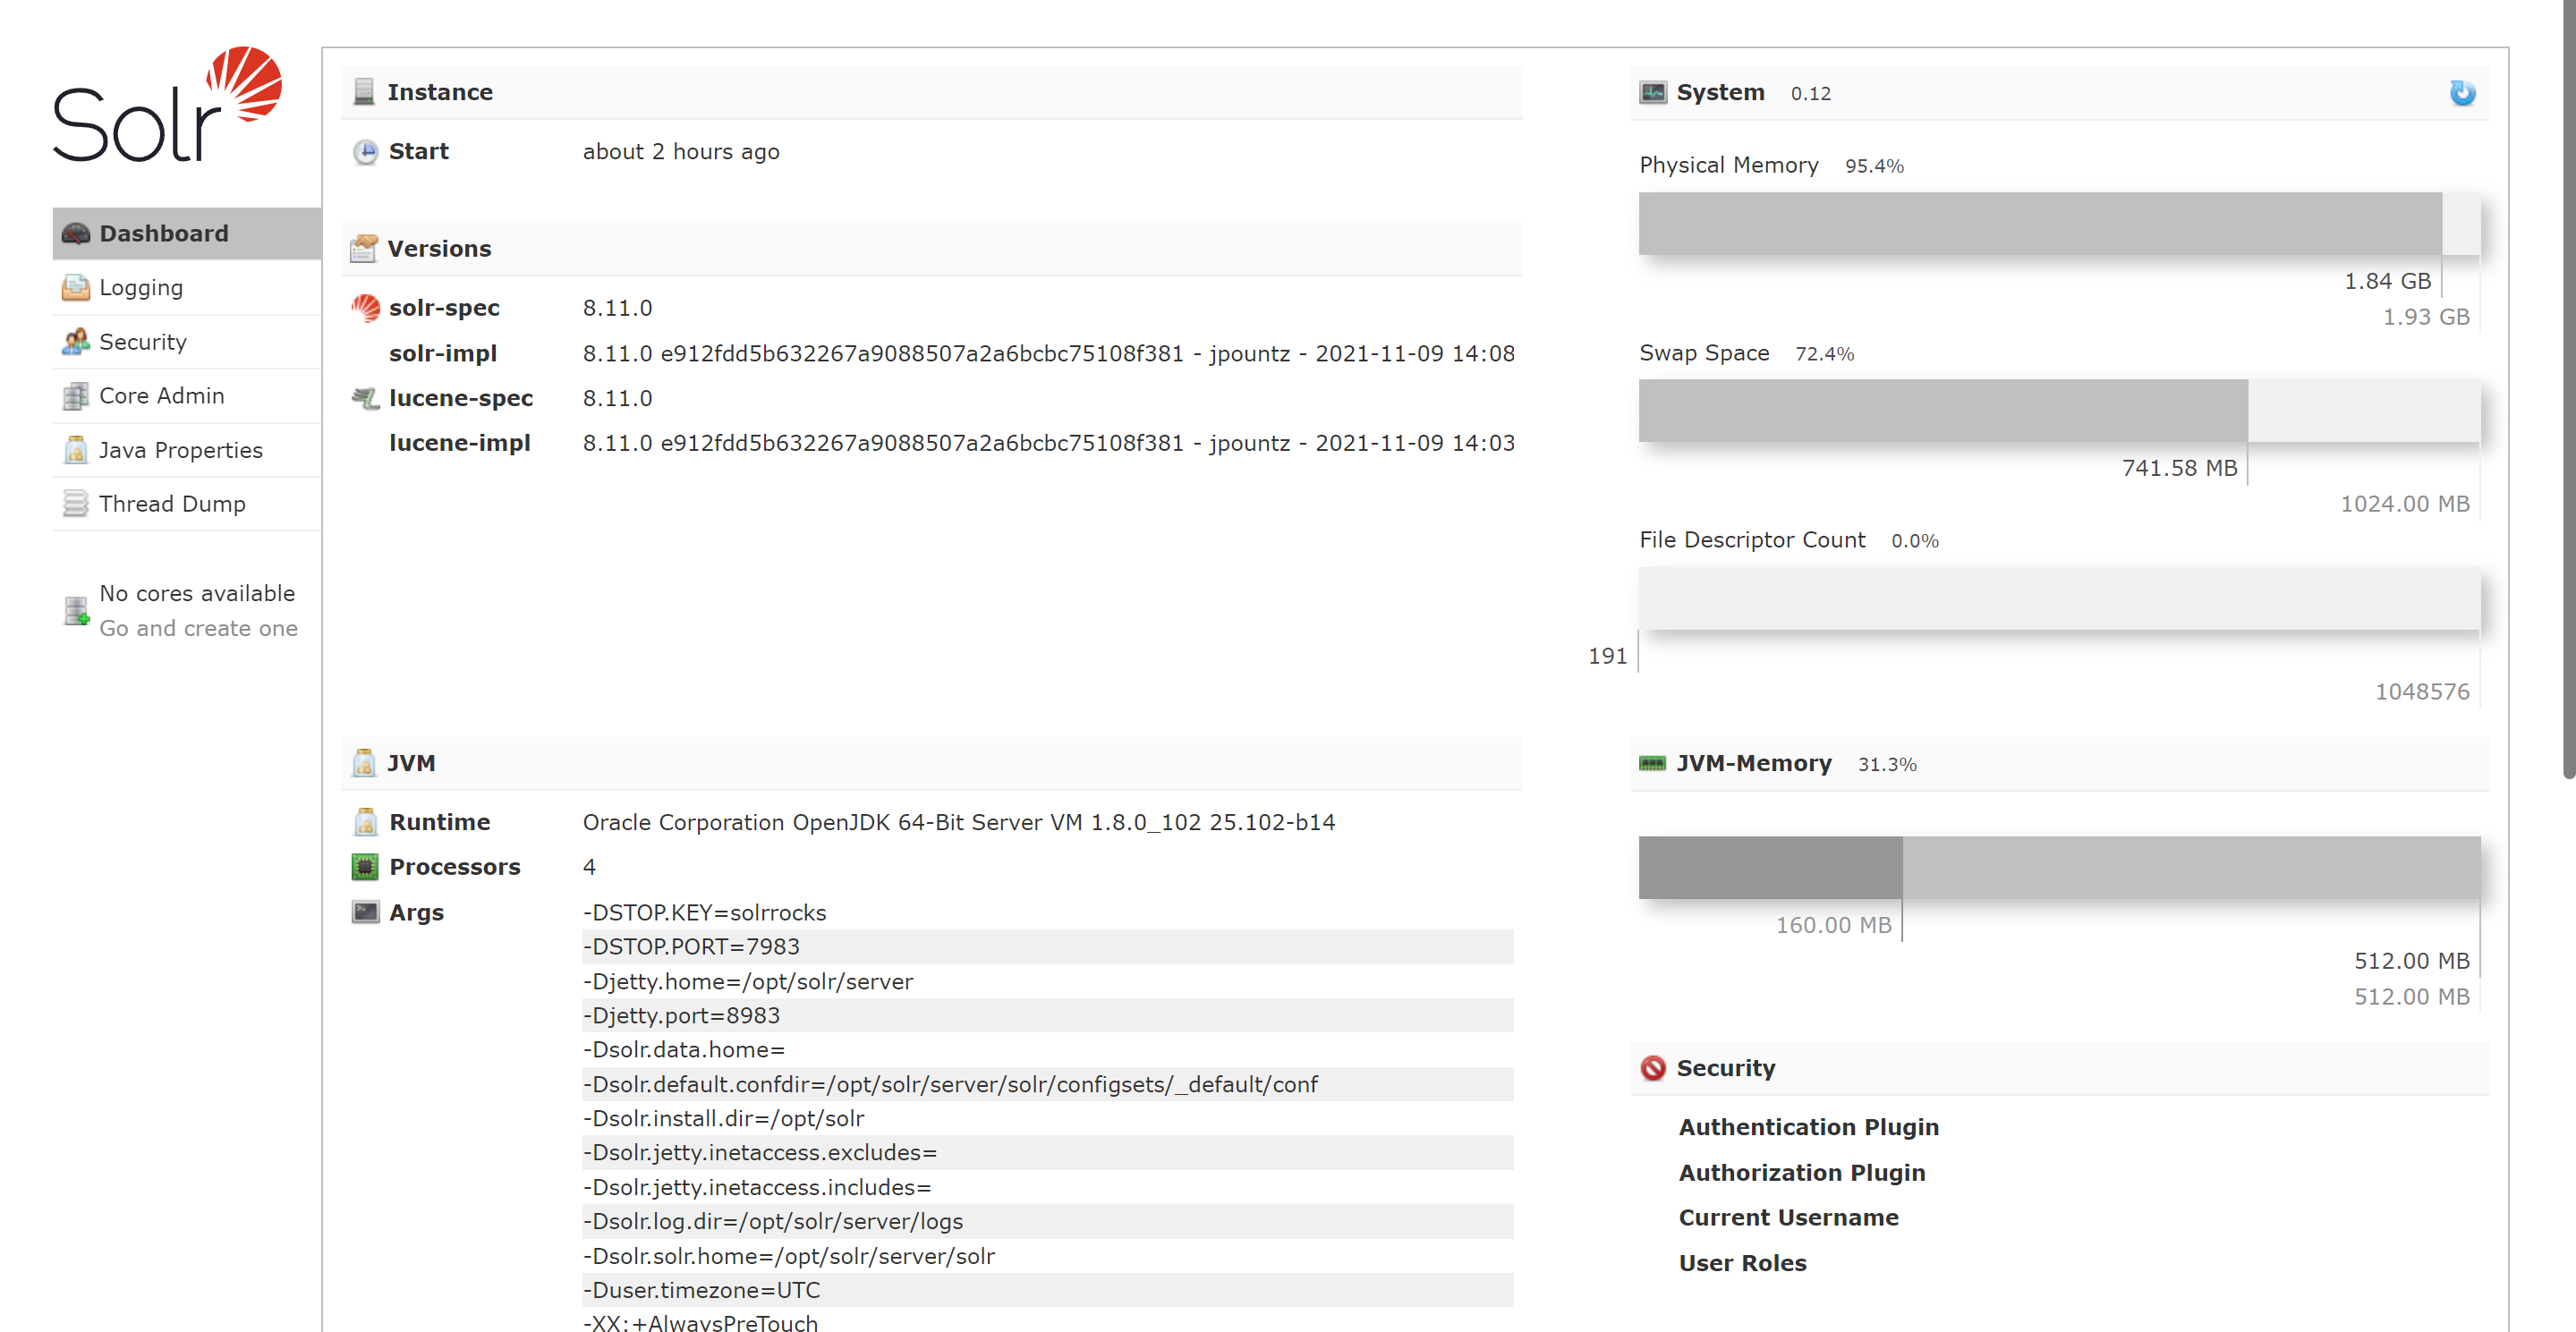 Solr
Dashboard
Logging
Security
Core Admin
Java Properties
Thread Dump
No cores available
Go and create one
Instance
Start about 2 hours ago
Versions
solr-spec 8.11.0
solr-impl 8.11.0 e912fdd5b632267a9088507a2a6bcbc75108f381 - jpountz - 2021-11-09 14:08
lucene-spec 8.11.0
lucene-impl 8.11.0 e912fdd5b632267a9088507a2a6bcbc75108f381 - jpountz - 2021-11-09 14:03
JVM
Runtime Oracle Corporation OpenJDK 64-Bit Server VM 1.8.0_102 25.102-b14
Processors 4
Args -DSTOP.KEY=solrrocks
-DSTOP.PORT=7983
-Djetty.home=/opt/solr/server
-Djetty.port=8983
-Dsolr.data.home=
-Dsolr.default.confdir=/opt/solr/server/solr/configsets/_default/conf
-Dsolr.install.dir=/opt/solr
-Dsolr.jetty.inetaccess.excludes=
-Dsolr.jetty.inetaccess.includes=
-Dsolr.log.dir=/opt/solr/server/logs
-Dsolr.solr.home=/opt/solr/server/solr
-Duser.timezone=UTC
-XX:+AlwaysPreTouch
System 0.12
Physical Memory 95.4%
1.84 GB
1.93 GB
Swap Space 72.4%
741.58 MB
1024.00 MB
File Descriptor Count 0.0%
191
1048576
JVM-Memory 31.3%
160.00 MB
512.00 MB
512.00 MB
Security
Authentication Plugin
Authorization Plugin
Current Username
User Roles